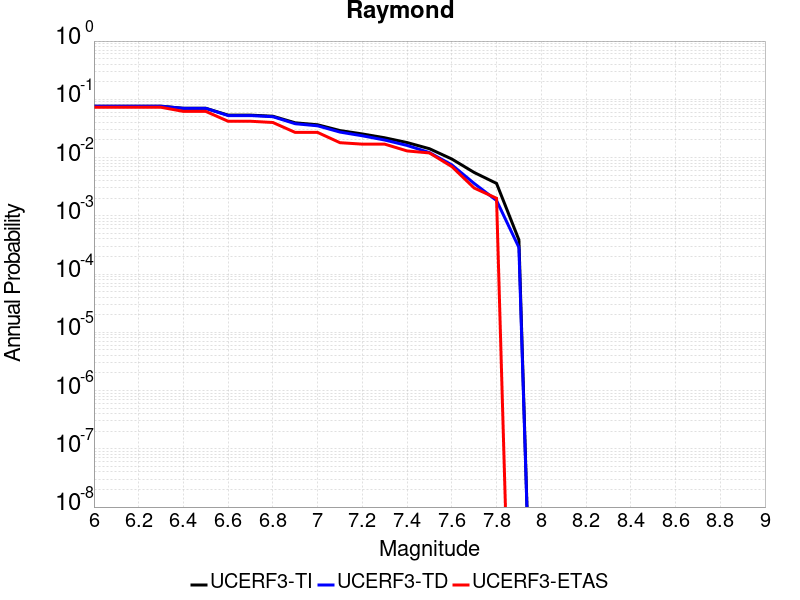 Raymond
10^0
10^-1
10^-2
10^-3
10^-4
10^-5
10^-6
10^-7
10^-8
Annual Probability
6 6.2 6.4 6.6 6.8 7 7.2 7.4 7.6 7.8 8 8.2 8.4 8.6 8.8 9
Magnitude
UCERF3-TI UCERF3-TD UCERF3-ETAS